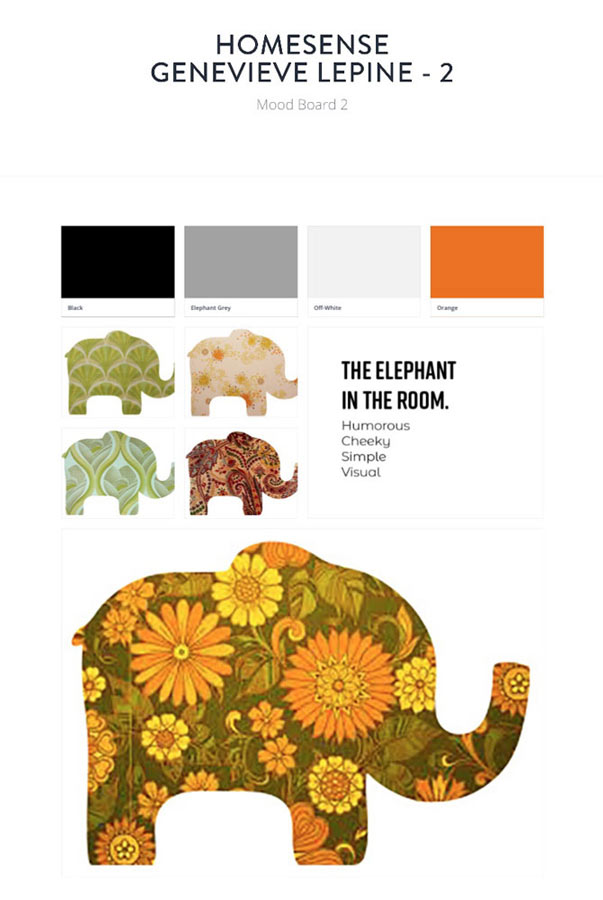 HOMESENSE
GENEVIEVE LEPINE - 2
Mood Board 2
Black
Elephant Grey
Off-White
Orange
THE ELEPHANT
IN THE ROOM.
Humorous
Cheeky
Simple
Visual